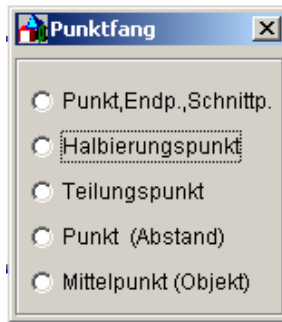 Punktfang
Punkt,Endp.,Schnittp.
Halbierungspunkt
Teilungspunkt
Punkt (Abstand)
Mittelpunkt (Objekt)